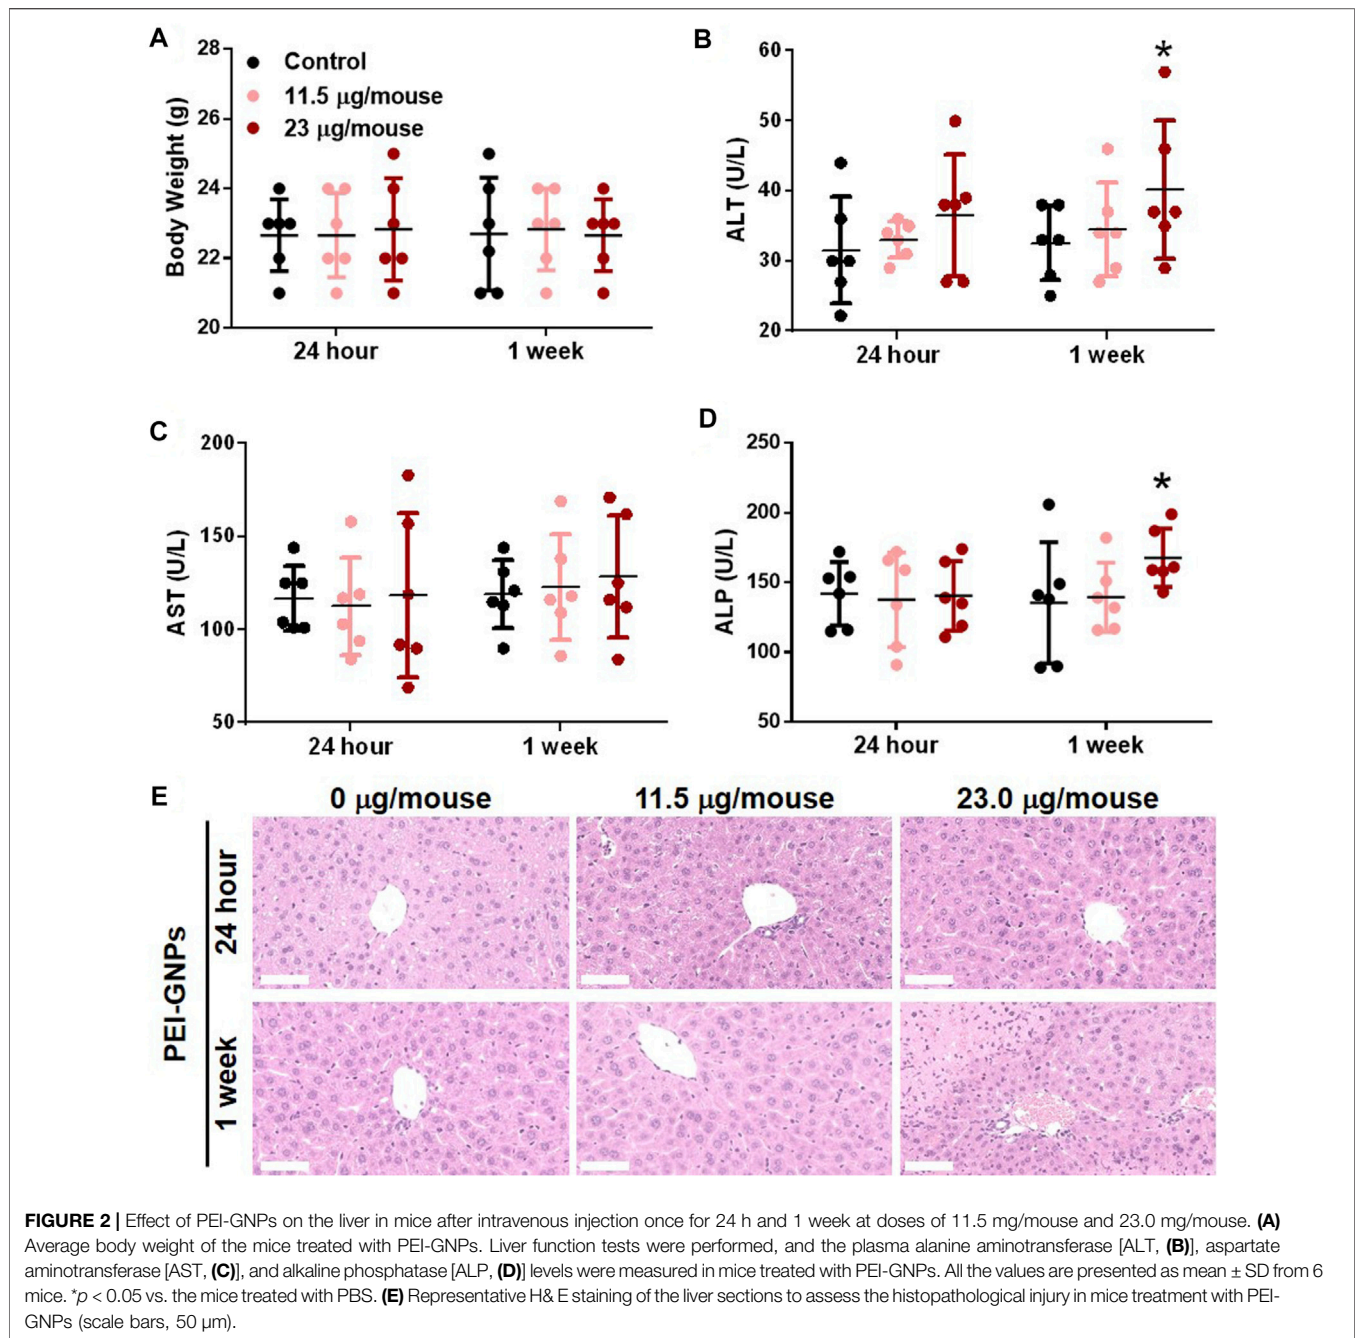 A
28
26
24
22
20
Body Weight (g)
Control
11.5 μg/mouse
23 μg/mouse
24 hour
1 week
B
60
50
40
30
20
ALT (U/L)
*
24 hour
1 week
C
200
150
100
50
AST (U/L)
24 hour
1 week
D
250
200
150
100
50
ALP (U/L)
*
24 hour
1 week
E
0 μg/mouse
11.5 μg/mouse
23.0 μg/mouse
PEI-GNPs
24 hour
1 week
FIGURE 2 | Effect of PEI-GNPs on the liver in mice after intravenous injection once for 24 h and 1 week at doses of 11.5 mg/mouse and 23.0 mg/mouse. (A)
Average body weight of the mice treated with PEI-GNPs. Liver function tests were performed, and the plasma alanine aminotransferase [ALT, (B)], aspartate
aminotransferase [AST, (C)], and alkaline phosphatase [ALP, (D)] levels were measured in mice treated with PEI-GNPs. All the values are presented as mean ± SD from 6
mice. *p < 0.05 vs. the mice treated with PBS. (E) Representative H& E staining of the liver sections to assess the histopathological injury in mice treatment with PEI-
GNPs (scale bars, 50 μm).